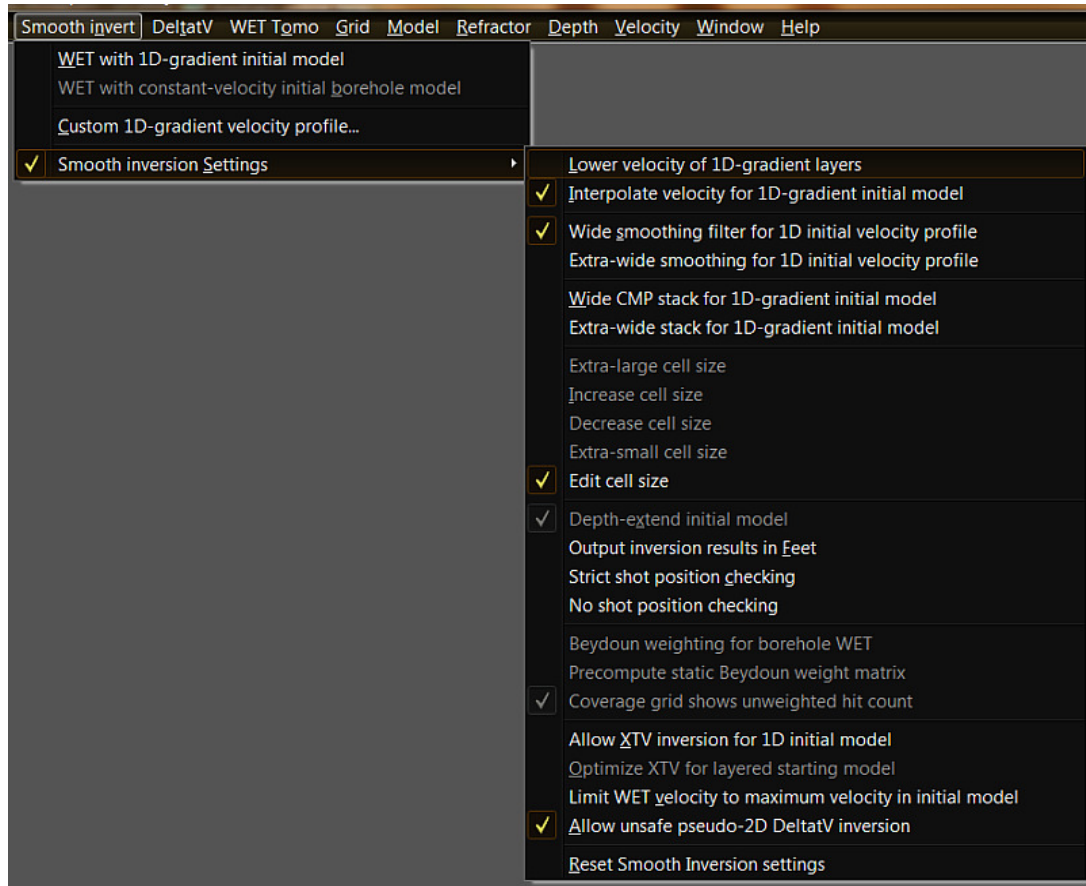 Smooth invert DeltatV WET Tomo Grid Model Refractor Depth Velocity Window Help
WET with 1D-gradient initial model
WET with constant-velocity initial borehole model
Custom 1D-gradient velocity profile...
Smooth inversion Settings
Lower velocity of 1D-gradient layers
Interpolate velocity for 1D-gradient initial model
Wide smoothing filter for 1D initial velocity profile
Extra-wide smoothing for 1D initial velocity profile
Wide CMP stack for 1D-gradient initial model
Extra-wide stack for 1D-gradient initial model
Extra-large cell size
Increase cell size
Decrease cell size
Extra-small cell size
Edit cell size
Depth-extend initial model
Output inversion results in Feet
Strict shot position checking
No shot position checking
Beydoun weighting for borehole WET
Precompute static Beydoun weight matrix
Coverage grid shows unweighted hit count
Allow XTV inversion for 1D initial model
Optimize XTV for layered starting model
Limit WET velocity to maximum velocity in initial model
Allow unsafe pseudo-2D DeltatV inversion
Reset Smooth Inversion settings